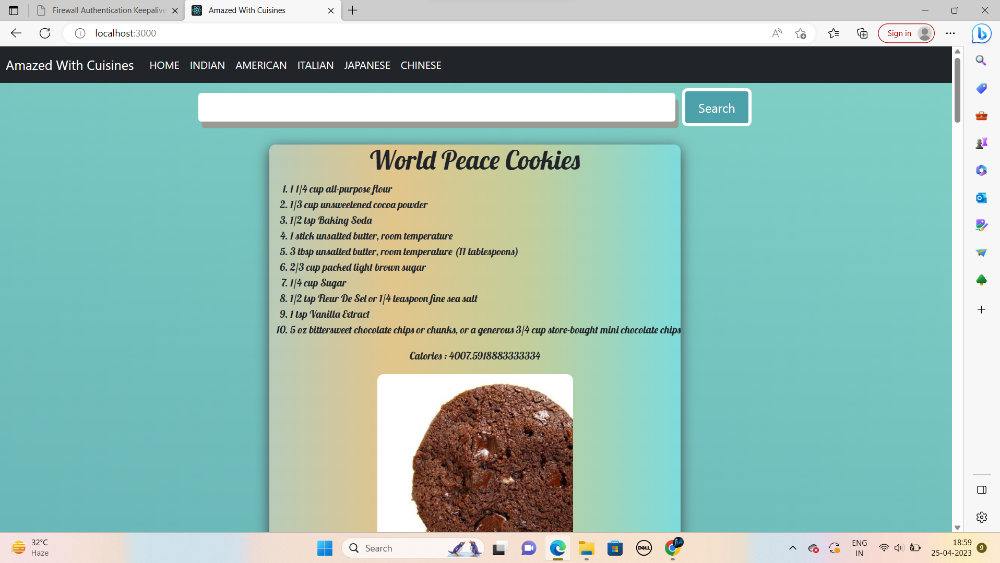 Firewall Authentication Keepalive
Amazed With Cuisines
localhost:3000
Sign in
Amazed With Cuisines HOME INDIAN AMERICAN ITALIAN JAPANESE CHINESE
Search
World Peace Cookies
1. 1 1/4 cup all-purpose flour
2. 1/3 cup unsweetened cocoa powder
3. 1/2 tsp Baking Soda
4. 1 stick unsalted butter, room temperature
5. 3 tbsp unsalted butter, room temperature (11 tablespoons)
6. 2/3 cup packed light brown sugar
7. 1/4 cup Sugar
8. 1/2 tsp Fleur De Sel or 1/4 teaspoon fine sea salt
9. 1 tsp Vanilla Extract
10. 5 oz bittersweet chocolate chips or chunks, or a generous 3/4 cup store-bought mini chocolate chips
Calories : 4007.5918883333334
32°C
Haze
Search
DELL
ENG
IN
18:59
25-04-2023
9